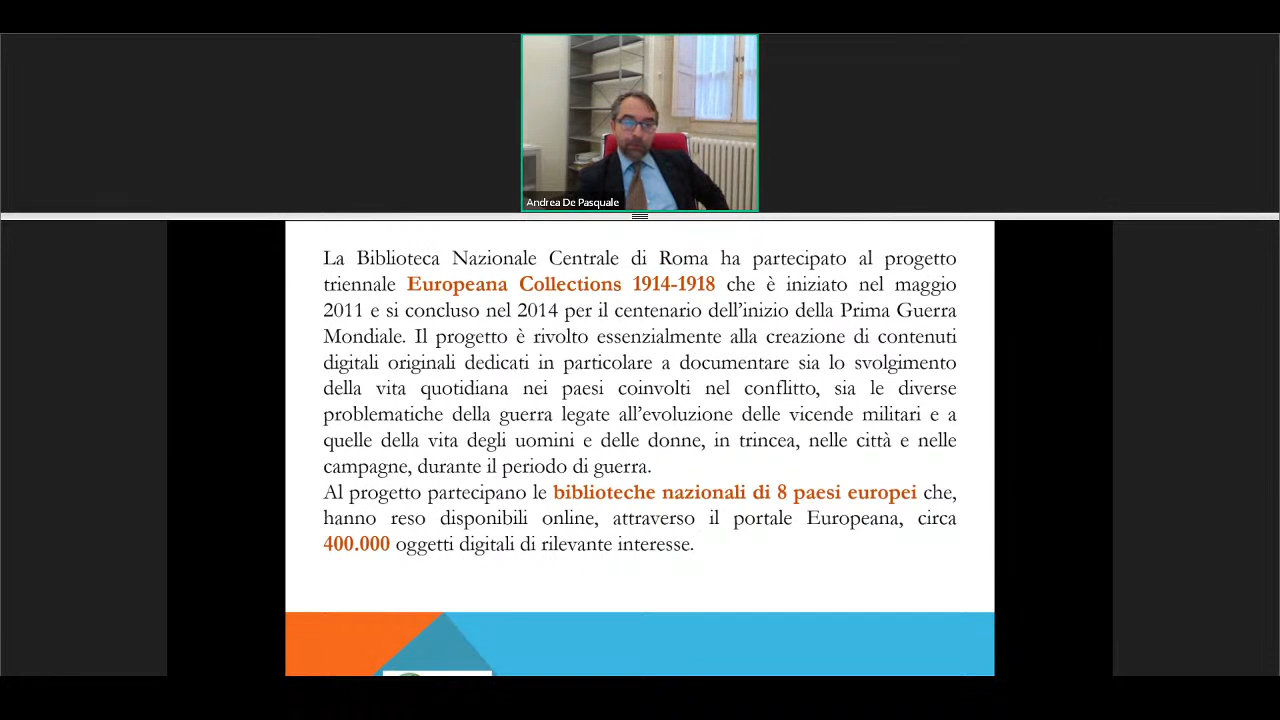 Andrea De Pasquale
La Biblioteca Nazionale Centrale di Roma ha partecipato al progetto
triennale Europeana Collections 1914-1918 che è iniziato nel maggio
2011 e si concluso nel 2014 per il centenario dell’inizio della Prima Guerra
Mondiale. Il progetto è rivolto essenzialmente alla creazione di contenuti
digitali originali dedicati in particolare a documentare sia lo svolgimento
della vita quotidiana nei paesi coinvolti nel conflitto, sia le diverse
problematiche della guerra legate all’evoluzione delle vicende militari e a
quelle della vita degli uomini e delle donne, in trincea, nelle città e nelle
campagne, durante il periodo di guerra.
Al progetto partecipano le biblioteche nazionali di 8 paesi europei che,
hanno reso disponibili online, attraverso il portale Europeana, circa
400.000 oggetti digitali di rilevante interesse.